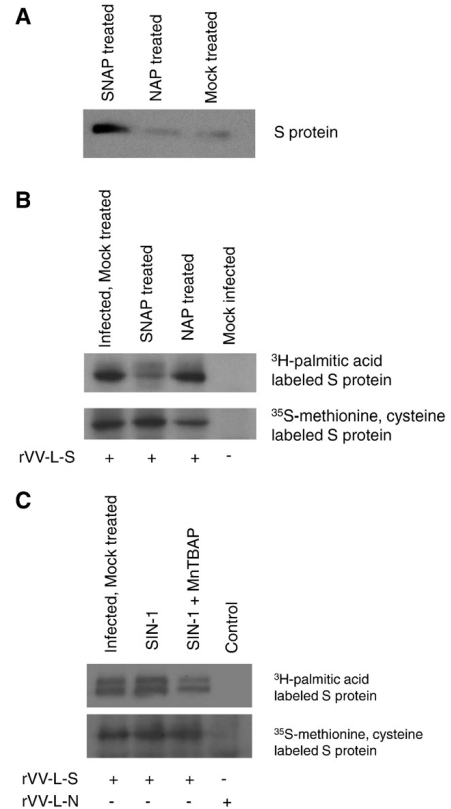 A
SNAP treated
NAP treated
Mock treated
S protein
B
Infected, Mock treated
SNAP treated
NAP treated
Mock infected
³H-palmitic acid
labeled S protein
³⁵S-methionine, cysteine
labeled S protein
rVV-L-S + + + -
C
Infected, Mock treated
SIN-1
SIN-1 + MnTBAP
Control
³H-palmitic acid
labeled S protein
³⁵S-methionine, cysteine
labeled S protein
rVV-L-S + + + -
rVV-L-N - - - +